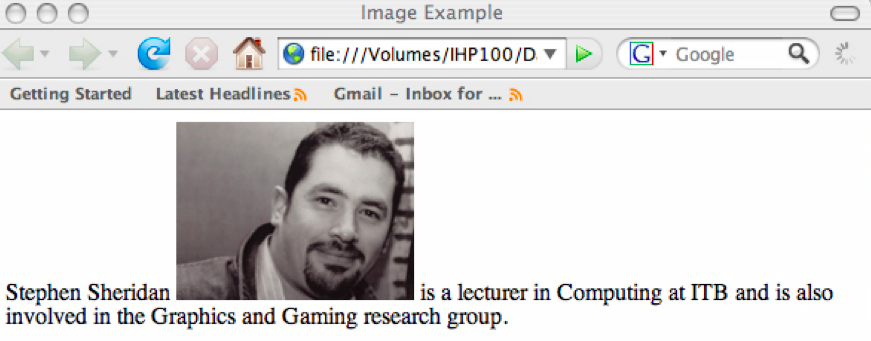 Image Example
file:///Volumes/IHP100/D
G Google
Getting Started Latest Headlines Gmail – Inbox for ...
Stephen Sheridan is a lecturer in Computing at ITB and is also
involved in the Graphics and Gaming research group.